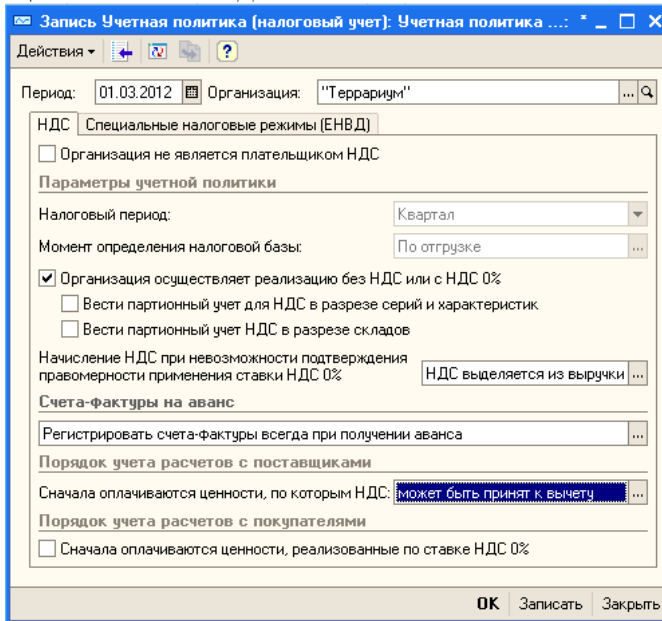 Запись Учетная политика (налоговый учет): Учетная политика ...: *
Действия
Период: 01.03.2012 Организация: "Террариум" ...
НДС Специальные налоговые режимы (ЕНВД)
Организация не является плательщиком НДС
Параметры учетной политики
Налоговый период: Квартал
Момент определения налоговой базы: По отгрузке ...
Организация осуществляет реализацию без НДС или с НДС 0%
Вести партионный учет для НДС в разрезе серий и характеристик
Вести партионный учет НДС в разрезе складов
Начисление НДС при невозможности подтверждения
правомерности применения ставки НДС 0% НДС выделяется из выручки ...
Счета-фактуры на аванс
Регистрировать счета-фактуры всегда при получении аванса ...
Порядок учета расчетов с поставщиками
Сначала оплачиваются ценности, по которым НДС: может быть принят к вычету ...
Порядок учета расчетов с покупателями
Сначала оплачиваются ценности, реализованные по ставке НДС 0%
OK Записать Закрыть